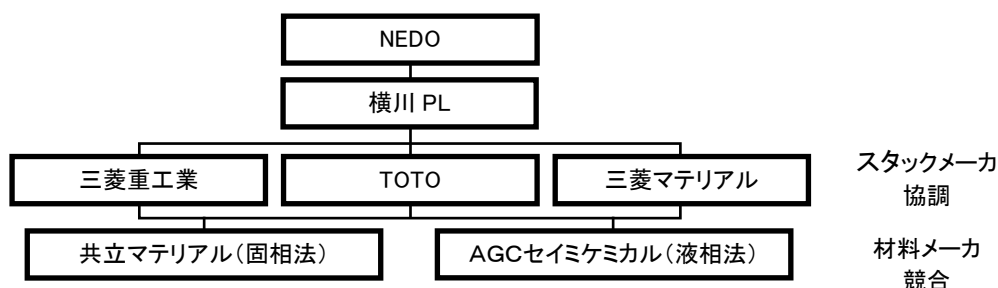 NEDO
横川 PL
三菱重工業
TOTO
三菱マテリアル
スタックメーカ
協調
共立マテリアル(固相法)
AGCセイミケミカル(液相法)
材料メーカ
競合